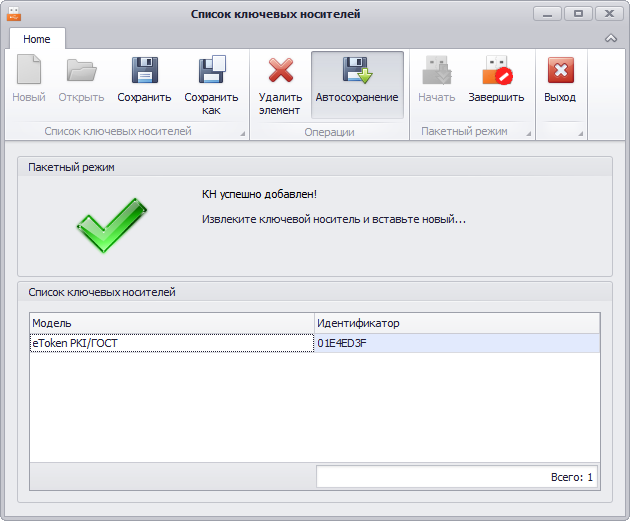 Список ключевых носителей
Home
Новый
Открыть
Сохранить
Сохранить как
Удалить элемент
Автосохранение
Начать
Завершить
Выход
Список ключевых носителей
Операции
Пакетный режим
Пакетный режим
КН успешно добавлен!
Извлеките ключевой носитель и вставьте новый...
Список ключевых носителей
Модель Идентификатор
eToken PKI/ГОСТ 01E4ED3F
Всего: 1